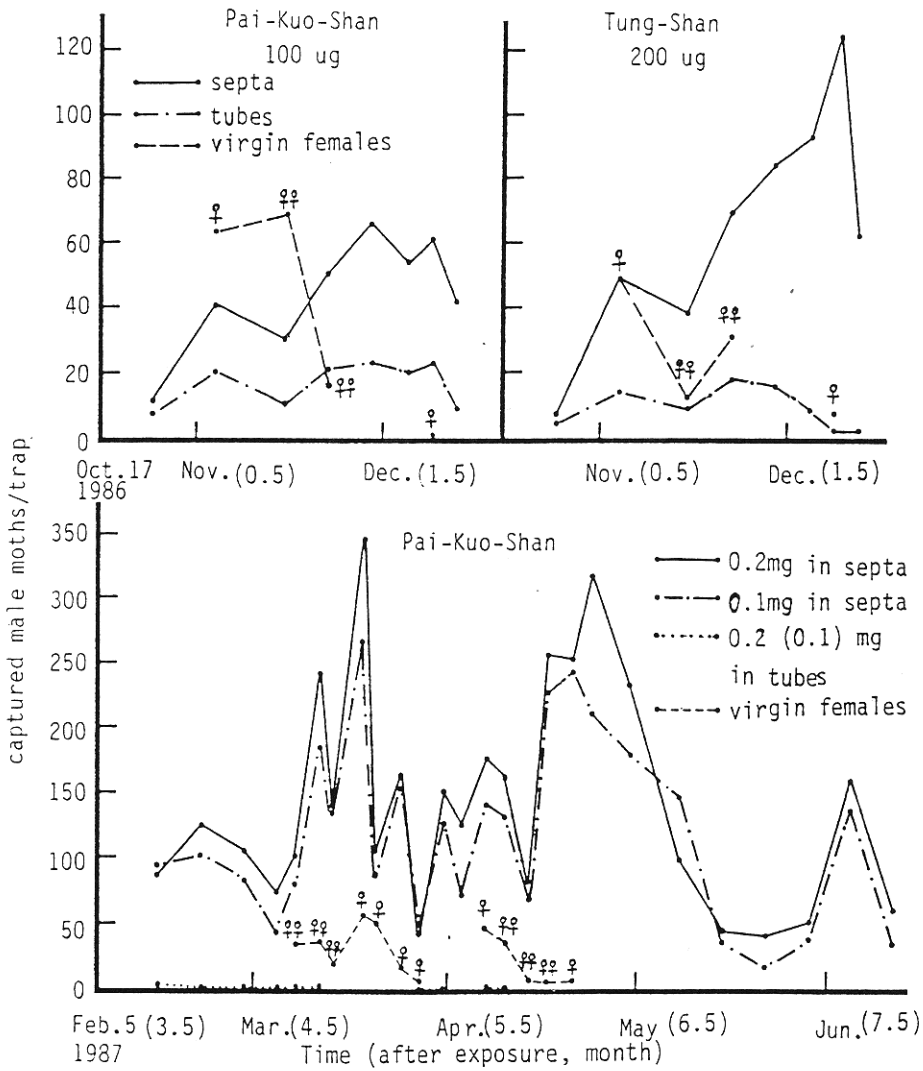 Pai-Kuo-Shan
100 ug
septa
tubes
virgin females
Tung-Shan
200 ug
120
100
80
60
40
20
0
♀
♀♀
♀♀
♀
♀
♀♀
♀♀
♀
Oct.17
1986
Nov.(0.5)
Dec.(1.5)
Nov.(0.5)
Dec.(1.5)
captured male moths/trap
Pai-Kuo-Shan
0.2mg in septa
0.1mg in septa
0.2 (0.1) mg
in tubes
virgin females
350
300
250
200
150
100
50
0
♀♀
♀♀
♀♀
♀
♀
♀
♀
♀
♀♀
♀♀
♀♀
♀
Feb.5 (3.5)
1987
Mar.(4.5)
Apr.(5.5)
May (6.5)
Jun.(7.5)
Time (after exposure, month)